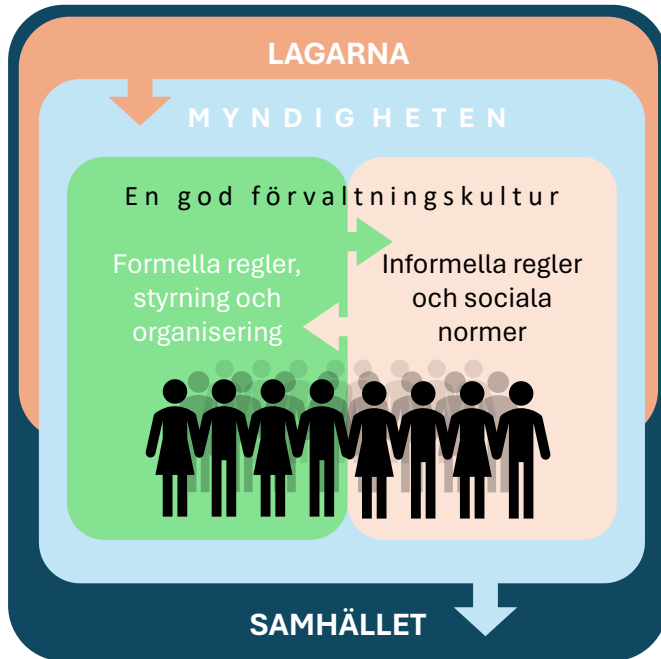 LAGARNA
MYNDIGHETEN
En god förvaltningskultur
Formella regler,
styrning och
organisering
Informella regler
och sociala
normer
SAMHÄLLET